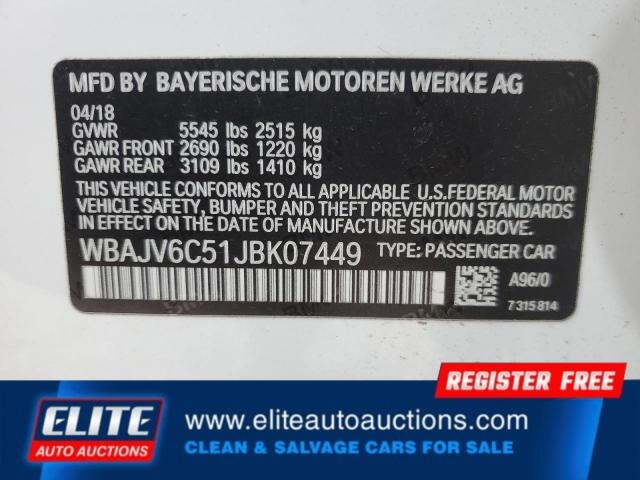 MFD BY BAYERISCHE MOTOREN WERKE AG
04/18
GVWR 5545 lbs 2515 kg
GAWR FRONT 2690 lbs 1220 kg
GAWR REAR 3109 lbs 1410 kg
THIS VEHICLE CONFORMS TO ALL APPLICABLE U.S.FEDERAL MOTOR
VEHICLE SAFETY, BUMPER AND THEFT PREVENTION STANDARDS
IN EFFECT ON THE DATE OF MANUFACTURE SHOWN ABOVE.
WBAJV6C51JBK07449 TYPE: PASSENGER CAR
A96/0
7 315 814
REGISTER FREE
ELITE
AUTO AUCTIONS
www.eliteautoauctions.com
CLEAN & SALVAGE CARS FOR SALE